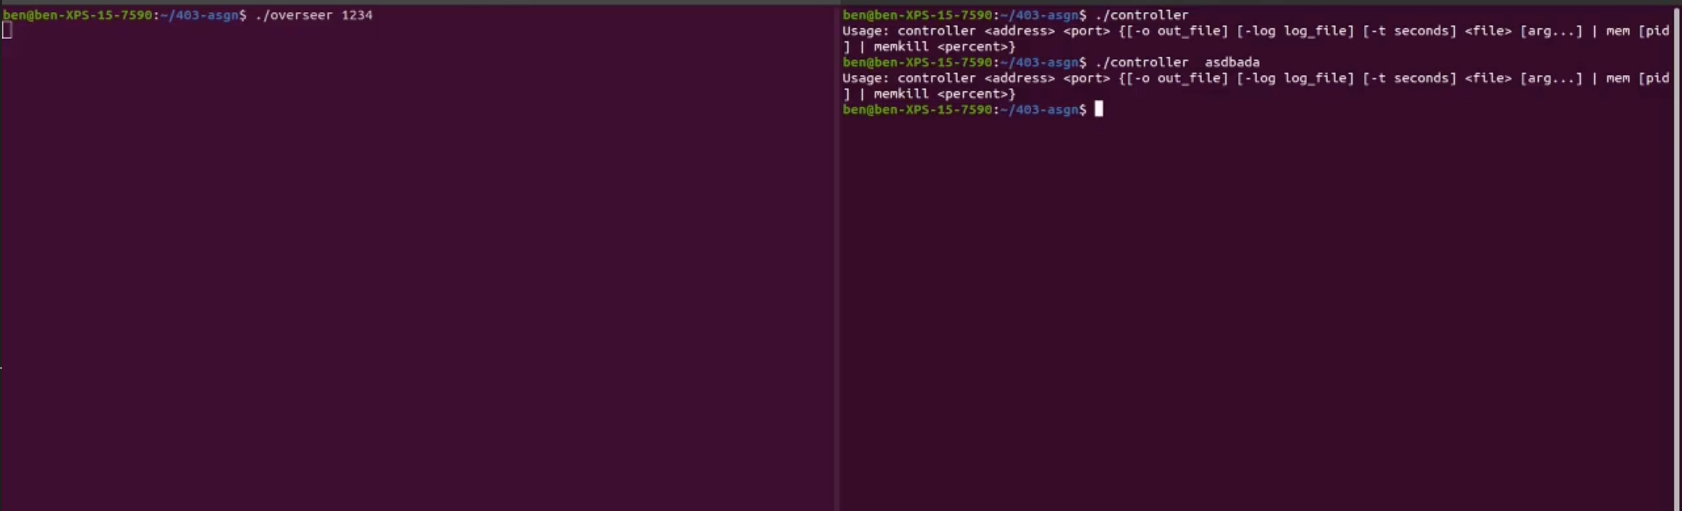 ben@ben-XPS-15-7590:~/403-asgn$ ./overseer 1234
ben@ben-XPS-15-7590:~/403-asgn$ ./controller
Usage: controller <address> <port> {[-o out_file] [-log log_file] [-t seconds] <file> [arg...] | mem [pid
] | memkill <percent>}
ben@ben-XPS-15-7590:~/403-asgn$ ./controller  asdbada
Usage: controller <address> <port> {[-o out_file] [-log log_file] [-t seconds] <file> [arg...] | mem [pid
] | memkill <percent>}
ben@ben-XPS-15-7590:~/403-asgn$